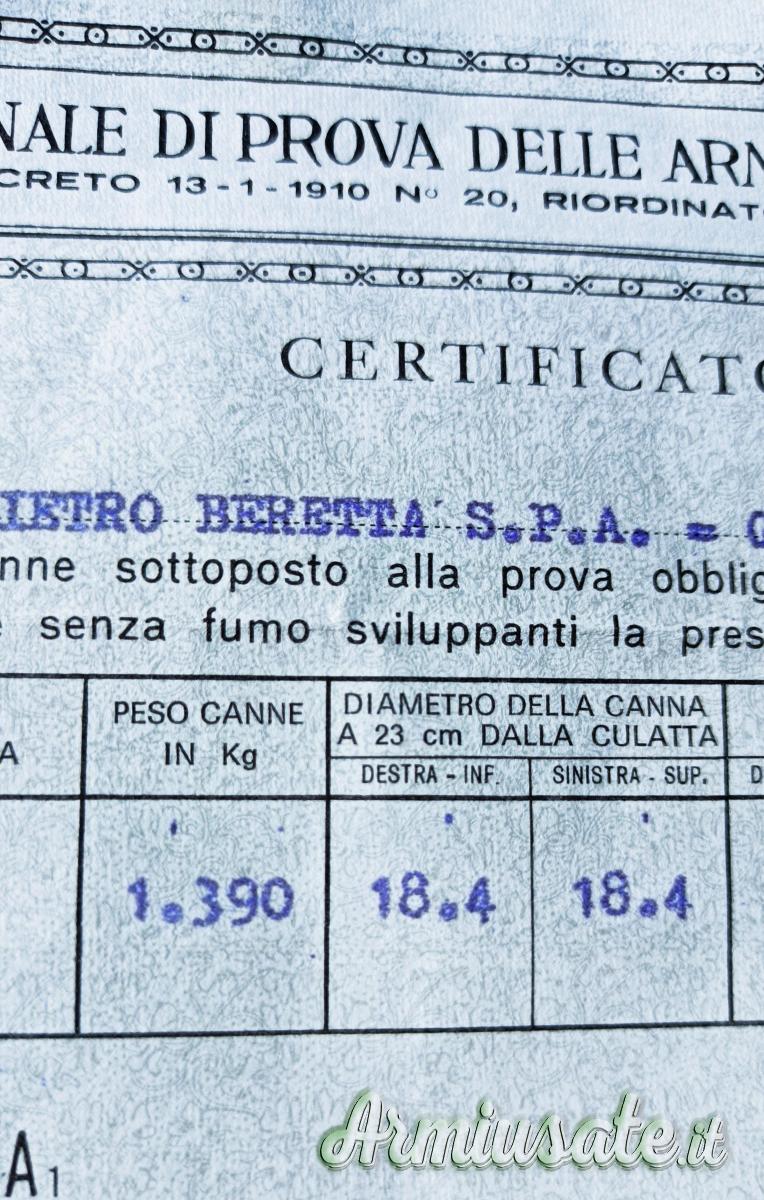 NALE DI PROVA DELLE ARM
CRETO 13-1-1910 Nº 20, RIORDINATO
CERTIFICATO
IETRO BERETTA S.P.A. =
nne sottoposto alla prova obblig
e senza fumo sviluppanti la pres
PESO CANNE
IN Kg
DIAMETRO DELLA CANNA
A 23 cm DALLA CULATTA
DESTRA - INF.
SINISTRA - SUP.
D
A
1.390
18.4
18.4
A1
Armiusate.it